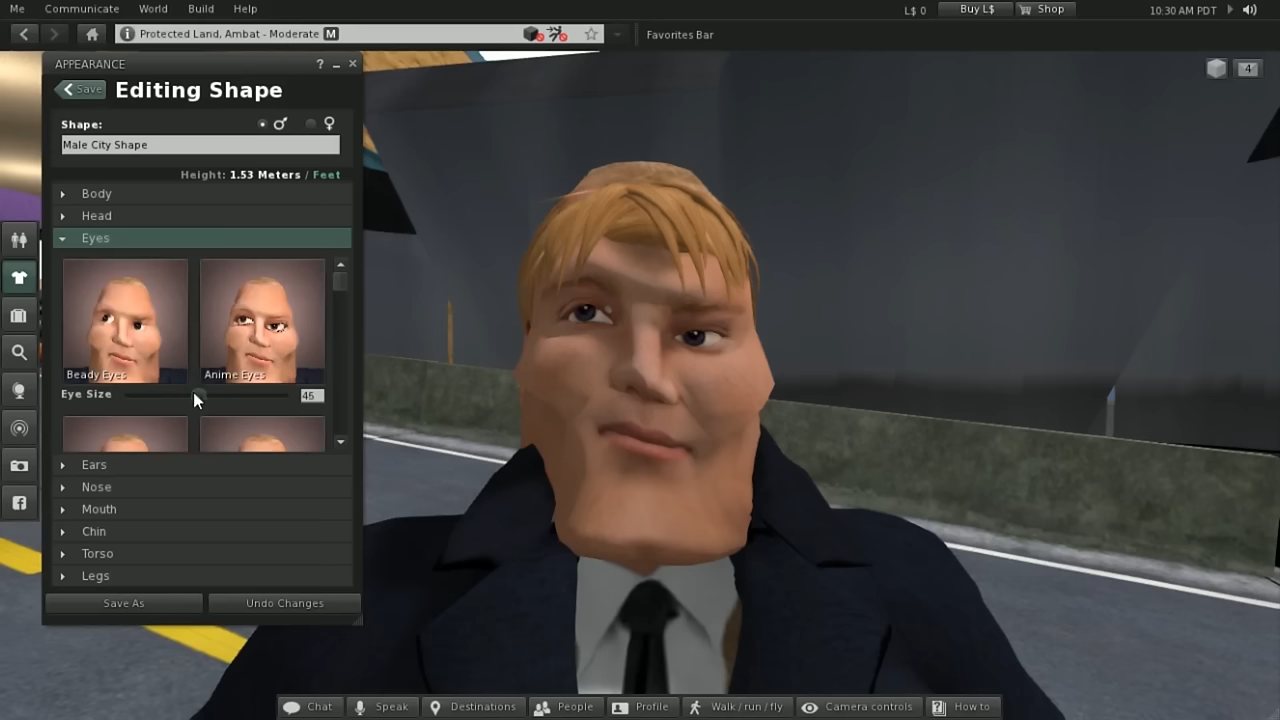 Me Communicate World Build Help
L$ 0 Buy L$ Shop 10:30 AM PDT
Protected Land, Ambat - Moderate M
Favorites Bar
APPEARANCE ?
4
Save Editing Shape
Shape:
Male City Shape
Height: 1.53 Meters / Feet
Body
Head
Eyes
Beady Eyes Anime Eyes
Eye Size 45
Ears
Nose
Mouth
Chin
Torso
Legs
Save As Undo Changes
Chat Speak Destinations People Profile Walk / run / fly Camera controls How to